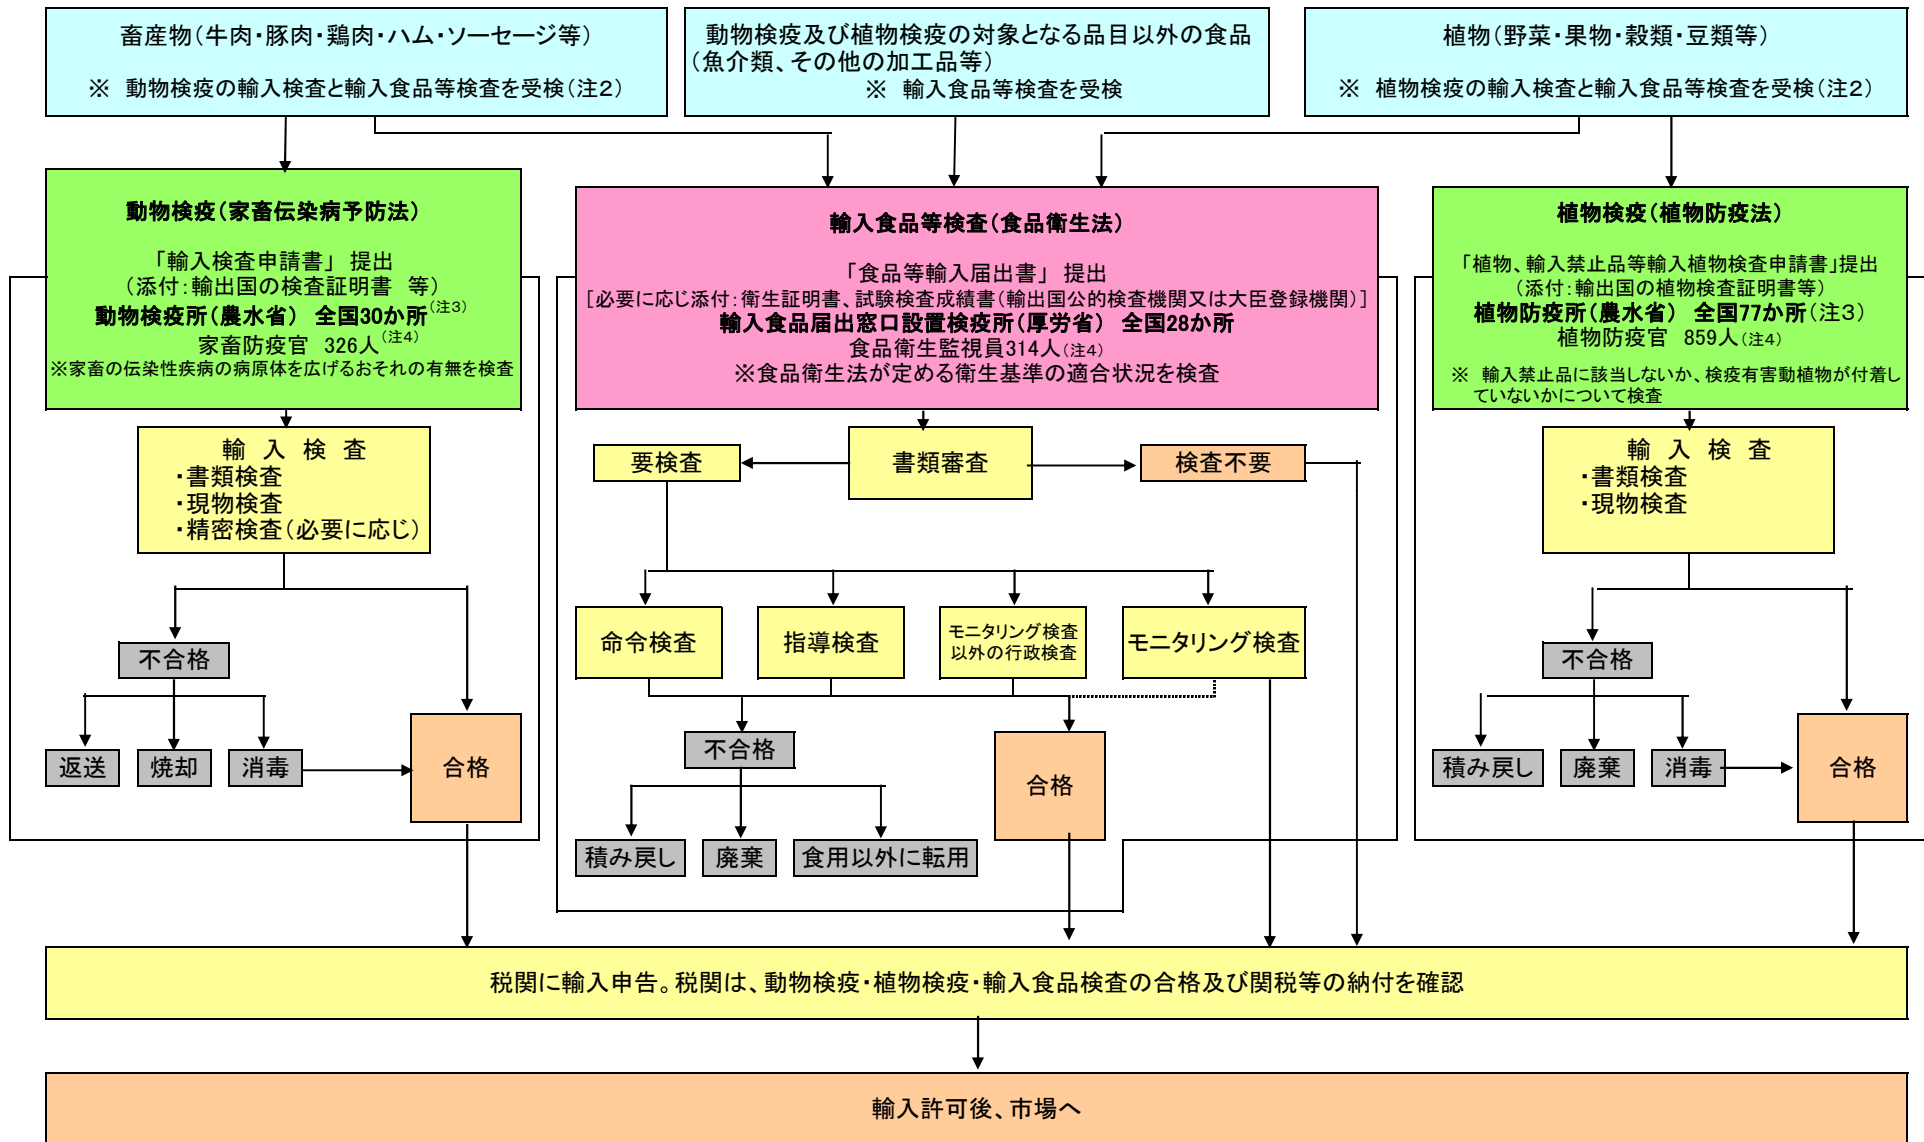 畜産物(牛肉・豚肉・鶏肉・ハム・ソーセージ等)
※ 動物検疫の輸入検査と輸入食品等検査を受検(注2)
動物検疫及び植物検疫の対象となる品目以外の食品
(魚介類、その他の加工品等)
※ 輸入食品等検査を受検
植物(野菜・果物・穀類・豆類等)
※ 植物検疫の輸入検査と輸入食品等検査を受検(注2)
動物検疫(家畜伝染病予防法)
「輸入検査申請書」 提出
(添付:輸出国の検査証明書 等)
動物検疫所(農水省) 全国30か所(注3)
家畜防疫官 326人(注4)
※家畜の伝染性疾病の病原体を広げるおそれの有無を検査
輸入食品等検査(食品衛生法)
「食品等輸入届出書」 提出
[必要に応じ添付:衛生証明書、試験検査成績書(輸出国公的検査機関又は大臣登録機関)]
輸入食品届出窓口設置検疫所(厚労省) 全国28か所
食品衛生監視員314人(注4)
※食品衛生法が定める衛生基準の適合状況を検査
植物検疫(植物防疫法)
「植物、輸入禁止品等輸入植物検査申請書」提出
(添付:輸出国の植物検査証明書等)
植物防疫所(農水省) 全国77か所(注3)
植物防疫官 859人(注4)
※ 輸入禁止品に該当しないか、検疫有害動植物が付着し
ていないかについて検査
輸 入 検 査
・書類検査
・現物検査
・精密検査(必要に応じ)
要検査
書類審査
検査不要
輸 入 検 査
・書類検査
・現物検査
命令検査
指導検査
モニタリング検査
以外の行政検査
モニタリング検査
不合格
返送
焼却
消毒
合格
不合格
合格
積み戻し
廃棄
食用以外に転用
不合格
積み戻し
廃棄
消毒
合格
税関に輸入申告。税関は、動物検疫・植物検疫・輸入食品検査の合格及び関税等の納付を確認
輸入許可後、市場へ